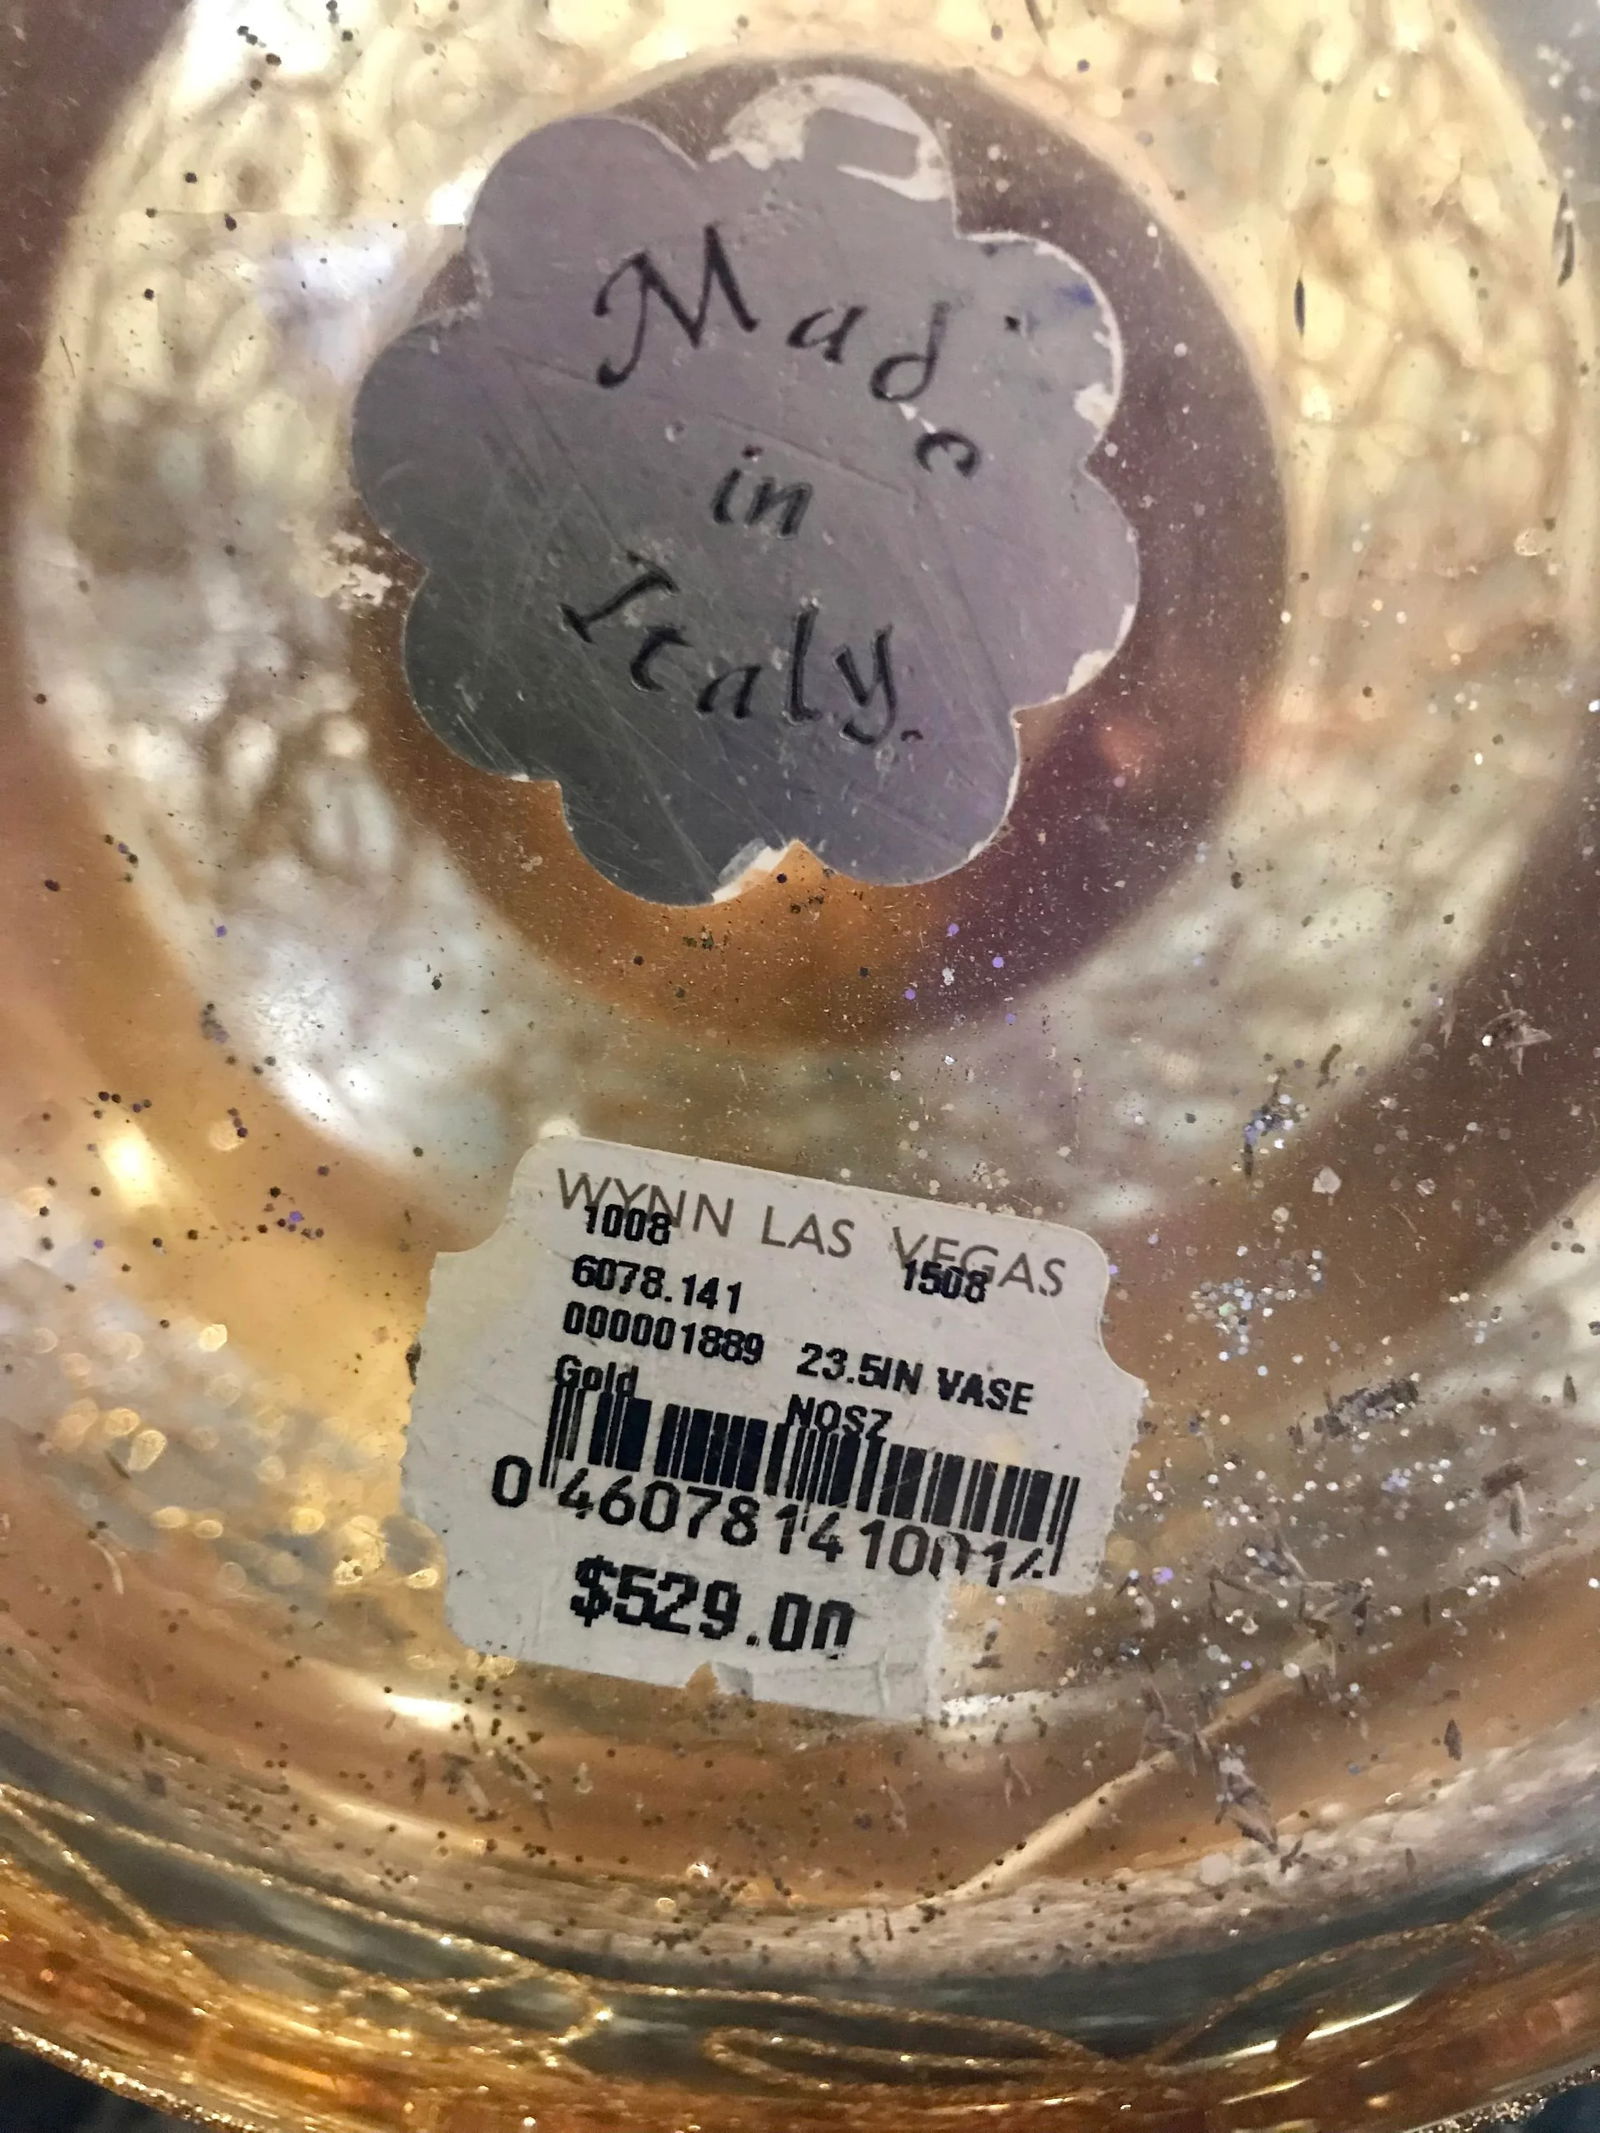 Made
in
Italy.
WYNN LAS VEGAS
1008
1508
6078.141
000001889 23.5IN VASE
Gold
NOSZ
0 460781410014
$529.00